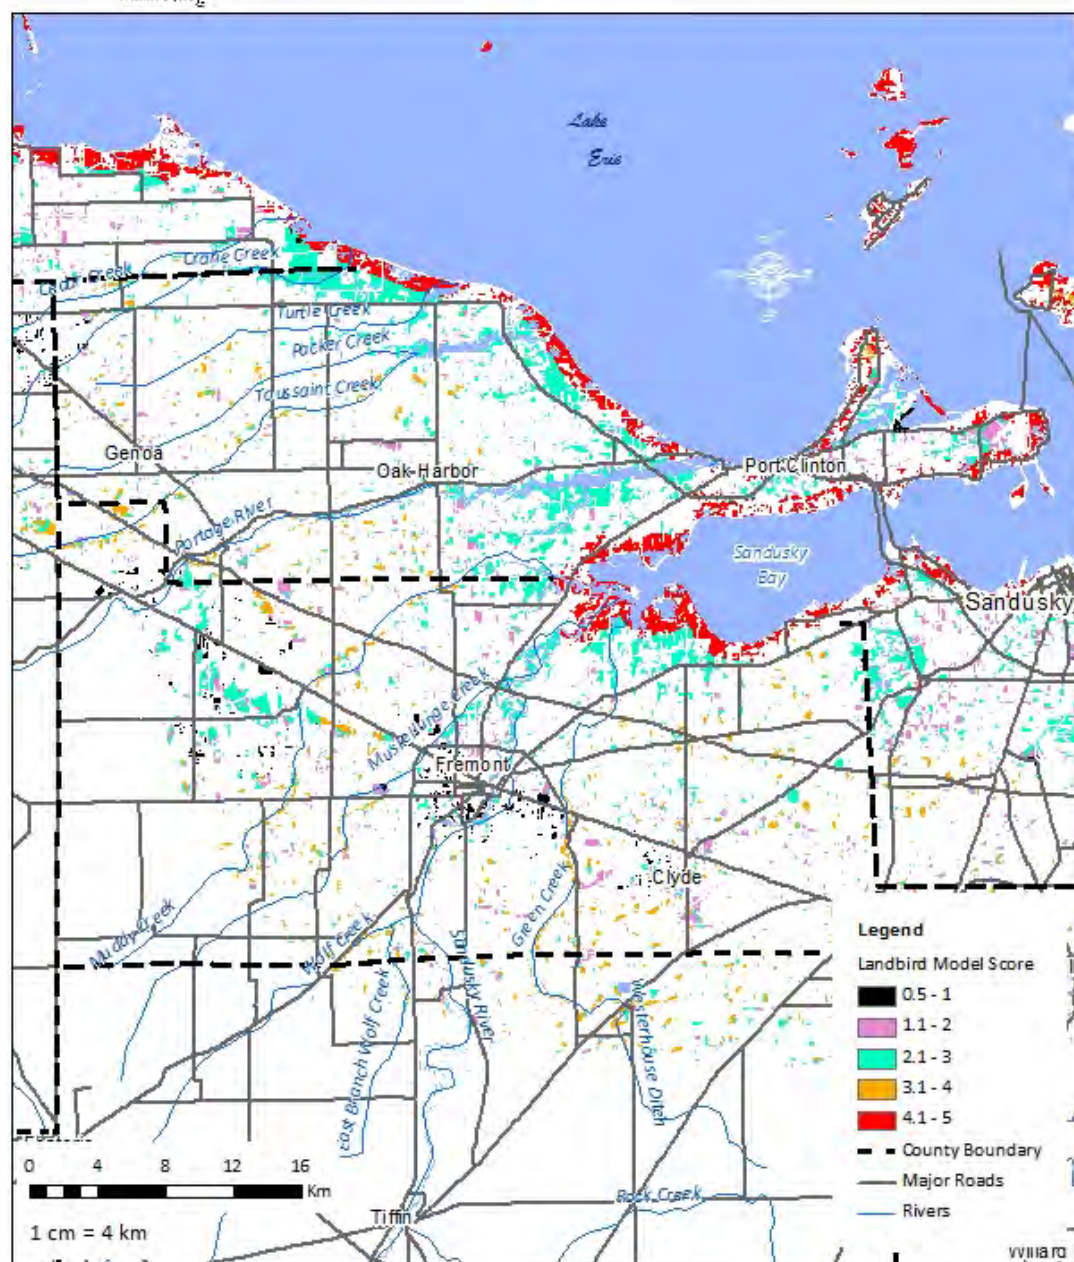 Lake
Erie
Crane Creek
Cedar Creek
Turtle Creek
Packer Creek
Toussaint Creek
Genoa
Oak Harbor
Port Clinton
Portage River
Sandusky
Bay
Sandusky
Muskellunge Creek
Fremont
Clyde
Green Creek
Muddy Creek
Wolf Creek
Sandusky River
East Branch Wolf Creek
Westerhouse Ditch
Rock Creek
Tiffin
Legend
Landbird Model Score
0.5 - 1
1.1 - 2
2.1 - 3
3.1 - 4
4.1 - 5
County Boundary
Major Roads
Rivers
0 4 8 12 16
Km
1 cm = 4 km
Willard